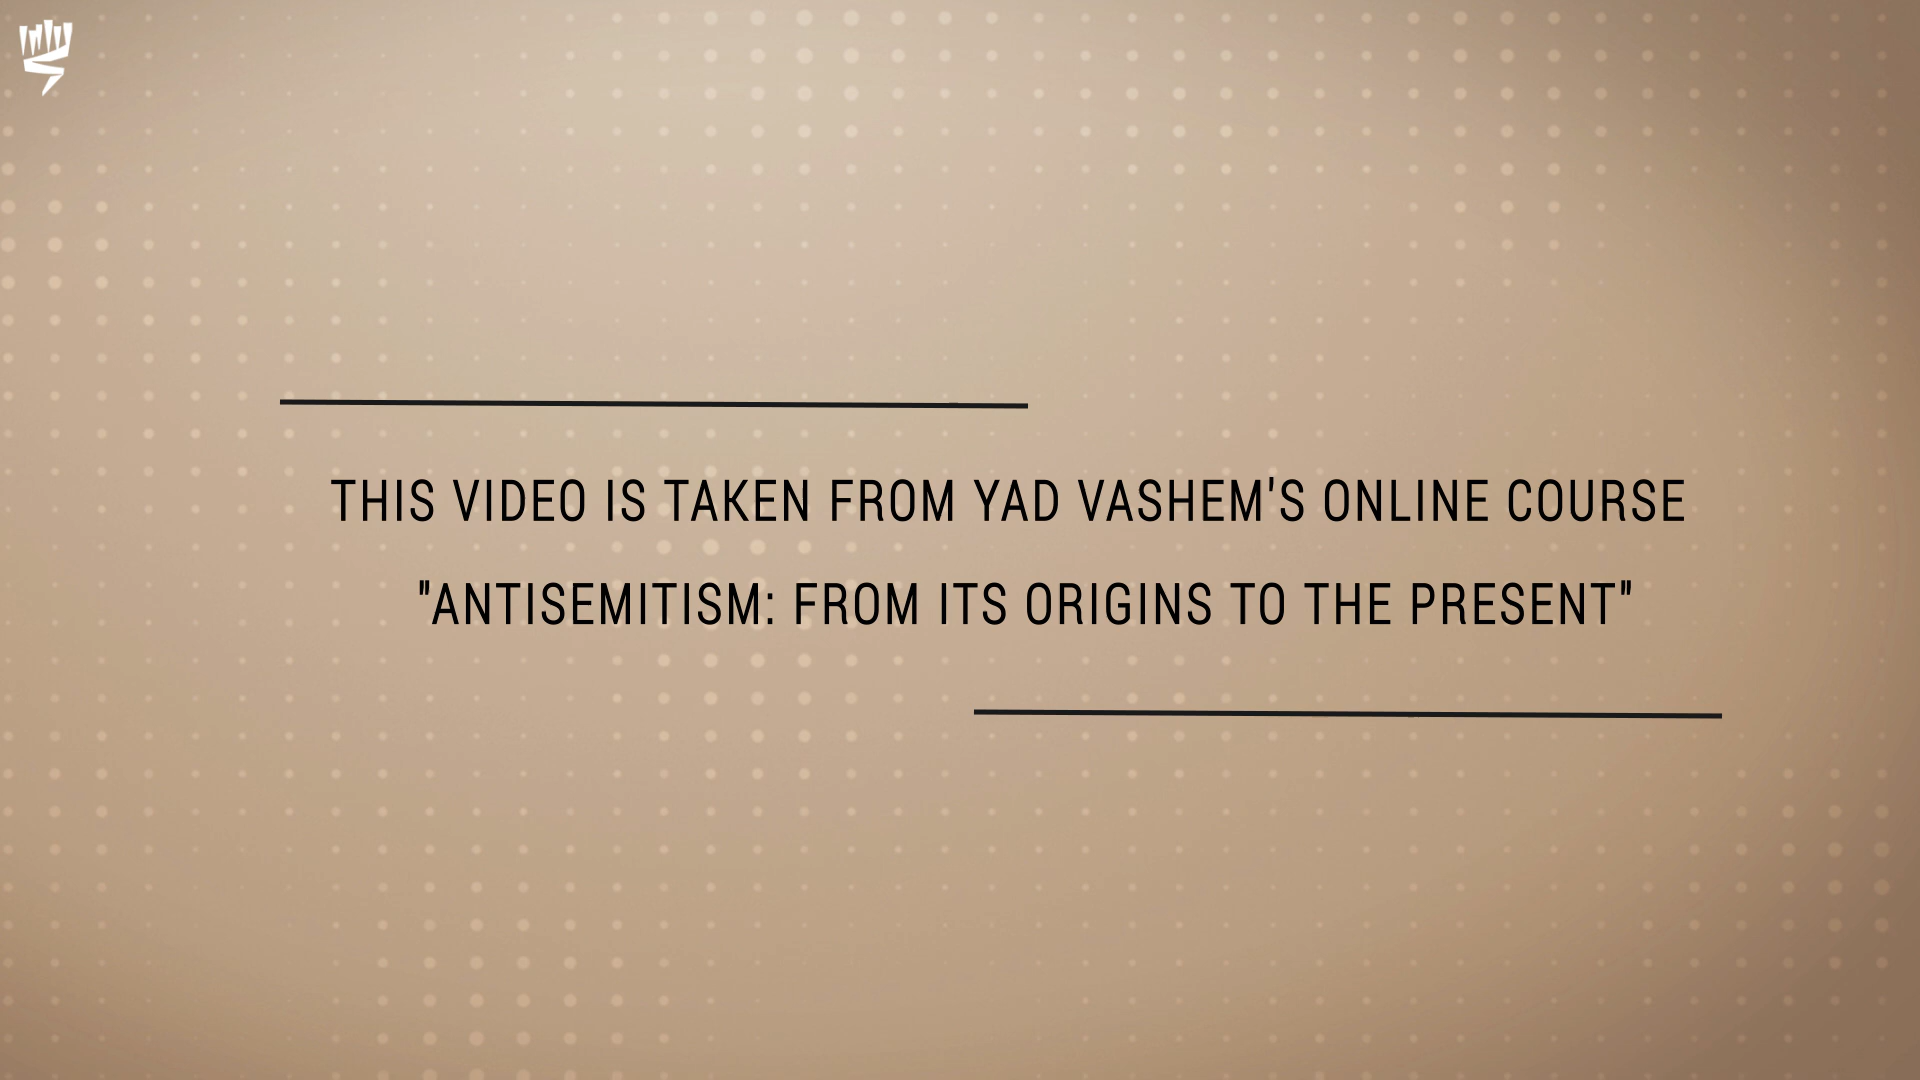 THIS VIDEO IS TAKEN FROM YAD VASHEM'S ONLINE COURSE
"ANTISEMITISM: FROM ITS ORIGINS TO THE PRESENT"